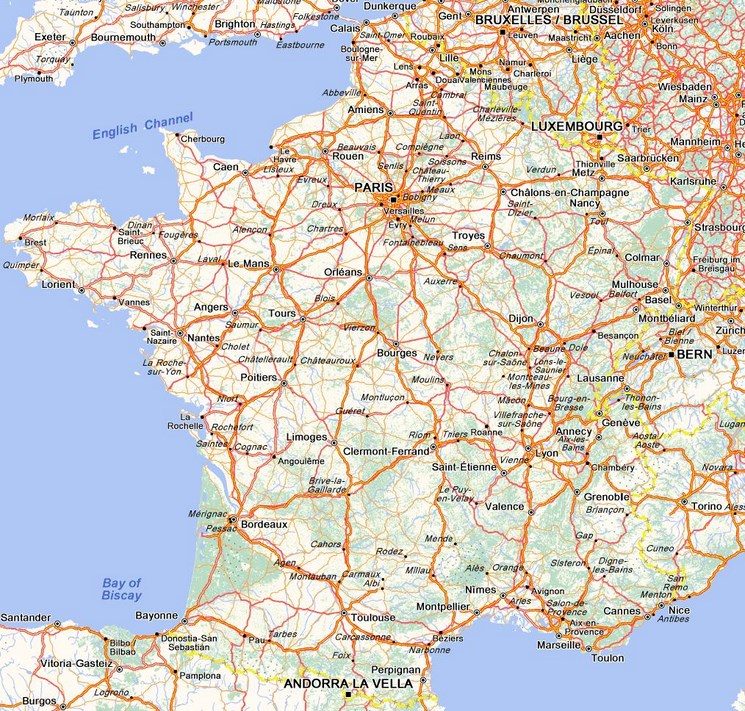 Salisbury
Winchester
Maidstone
Antwerpen
Mönchengladbach
Düsseldorf
Solingen
Taunton
Folkestone
Dunkerque
Gent
BRUXELLES / BRUSSEL
Leverkusen
Southampton
Brighton
Hastings
Calais
Saint-Omer
Roubaix
Leuven
Maastricht
Aachen
Köln
Exeter
Bournemouth
Portsmouth
Eastbourne
Boulogne-
sur-Mer
Lille
Bonn
Torquay
Lens
Mons
Namur
Liège
Plymouth
Arras
Douai
Valenciennes
Charleroi
Maubeuge
Wiesbaden
Abbeville
Cambrai
Mainz
Amiens
Saint-
Quentin
Charleville-
Mézières
LUXEMBOURG
Trier
English Channel
Cherbourg
Laon
Mannheim
Le
Havre
Rouen
Beauvais
Compiègne
Soissons
Reims
Verdun
Thionville
Saarbrücken
Caen
Lisieux
Senlis
Château-
Thierry
Metz
Karlsruhe
Evreux
PARIS
Meaux
Bobigny
Châlons-en-Champagne
Dreux
Versailles
Saint-
Dizier
Nancy
Morlaix
Dinan
Evry
Melun
Toul
Strasbourg
Brest
Saint-
Brieuc
Fougères
Alençon
Chartres
Fontainebleau
Troyes
Sens
Chaumont
Épinal
Colmar
Freiburg im
Breisgau
Quimper
Rennes
Laval
Le Mans
Orléans
Auxerre
Mulhouse
Lorient
Vannes
Angers
Tours
Blois
Vesoul
Belfort
Basel
Winterthur
Montbéliard
Saint-
Nazaire
Nantes
Saumur
Vierzon
Dijon
Besançon
Zürich
Biel
Bienne
Cholet
Bourges
Nevers
Beaune
Dole
Neuchâtel
BERN
Luzern
La Roche-
sur-Yon
Châtellerault
Châteauroux
Chalon-
sur-Saône
Lons-le-
Saunier
Poitiers
Moulins
Montceau-
les-Mines
Lausanne
Niort
Montluçon
Mâcon
Bourg-en-
Bresse
Thonon-
les-Bains
La
Rochelle
Rochefort
Guéret
Villefranche-
sur-Saône
Genève
Saintes
Cognac
Limoges
Riom
Thiers
Roanne
Annecy
Aix-les-
Bains
Aosta
Aoste
Angoulême
Clermont-Ferrand
Lyon
Vienne
Chambéry
Novara
Saint-Étienne
Brive-la-
Gaillarde
Le Puy-
en-Velay
Grenoble
Torino
Valence
Briançon
Mérignac
Pessac
Bordeaux
Cahors
Rodez
Mende
Gap
Cuneo
Agen
Montauban
Carmaux
Albi
Millau
Alès
Orange
Sisteron
Digne-
les-Bains
San
Remo
Bay of
Biscay
Nîmes
Avignon
Menton
Santander
Bayonne
Toulouse
Montpellier
Arles
Salon-de-
Provence
Cannes
Nice
Antibes
Aix-en-
Provence
Bilbo
Bilbao
Donostia-San
Sebastián
Pau
Tarbes
Carcassonne
Béziers
Narbonne
Marseille
Toulon
Vitoria-Gasteiz
Pamplona
Foix
Perpignan
Logroño
ANDORRA LA VELLA
Burgos